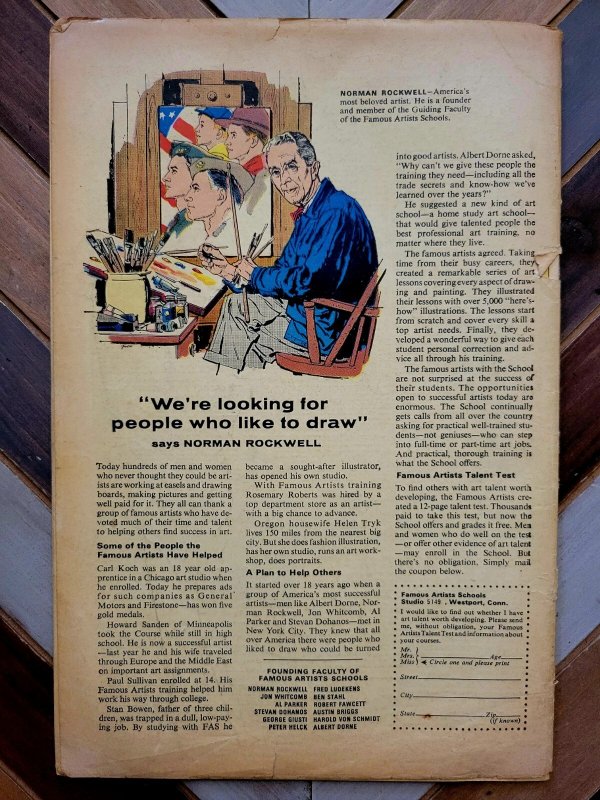 NORMAN ROCKWELL—America's
most beloved artist. He is a founder
and member of the Guiding Faculty
of the Famous Artists Schools.
"We're looking for
people who like to draw"
says NORMAN ROCKWELL
Today hundreds of men and women
who never thought they could be art-
ists are working at easels and drawing
boards, making pictures and getting
well paid for it. They all can thank a
group of famous artists who have de-
voted much of their time and talent
to helping others find success in art.
Some of the People the
Famous Artists Have Helped
Carl Koch was an 18 year old ap-
prentice in a Chicago art studio when
he enrolled. Today he prepares ads
for such companies as General
Motors and Firestone—has won five
gold medals.
Howard Sanden of Minneapolis
took the Course while still in high
school. He is now a successful artist
—last year he and his wife traveled
through Europe and the Middle East
on important art assignments.
Paul Sullivan enrolled at 14. His
Famous Artists training helped him
work his way through college.
Stan Bowen, father of three chil-
dren, was trapped in a dull, low-pay-
ing job. By studying with FAS he
became a sought-after illustrator,
has opened his own studio.
With Famous Artists training
Rosemary Roberts was hired by a
top department store as an artist—
with a big chance to advance.
Oregon housewife Helen Tryk
lives 150 miles from the nearest big
city. But she does fashion illustration,
has her own studio, runs an art work-
shop, does portraits.
A Plan to Help Others
It started over 18 years ago when a
group of America's most successful
artists—men like Albert Dorne, Nor-
man Rockwell, Jon Whitcomb, Al
Parker and Stevan Dohanos—met in
New York City. They knew that all
over America there were people who
liked to draw who could be turned
FOUNDING FACULTY OF
FAMOUS ARTISTS SCHOOLS
NORMAN ROCKWELL FRED LUDEKENS
JON WHITCOMB BEN STAHL
AL PARKER ROBERT FAWCETT
STEVAN DOHANOS AUSTIN BRIGGS
GEORGE GIUSTI HAROLD VON SCHMIDT
PETER HELCK ALBERT DORNE
into good artists. Albert Dorne asked,
"Why can't we give these people the
training they need—including all the
trade secrets and know-how we've
learned over the years?"
He suggested a new kind of art
school—a home study art school—
that would give talented people the
best professional art training, no
matter where they live.
The famous artists agreed. Taking
time from their busy careers, they
created a remarkable series of art
lessons covering every aspect of draw-
ing and painting. They illustrated
their lessons with over 5,000 "here's-
how" illustrations. The lessons start
from scratch and cover every skill a
top artist needs. Finally, they de-
veloped a wonderful way to give each
student personal correction and ad-
vice all through his training.
The famous artists with the School
are not surprised at the success of
their students. The opportunities
open to successful artists today are
enormous. The School continually
gets calls from all over the country
asking for practical well-trained stu-
dents—not geniuses—who can step
into full-time or part-time art jobs.
And practical, thorough training is
what the School offers.
Famous Artists Talent Test
To find others with art talent worth
developing, the Famous Artists cre-
ated a 12-page talent test. Thousands
paid to take this test, but now the
School offers and grades it free. Men
and women who do well on the test
—or offer other evidence of art talent
—may enroll in the School. But
there's no obligation. Simply mail
the coupon below.
Famous Artists Schools
Studio 5149, Westport, Conn.
I would like to find out whether I have
art talent worth developing. Please send
me, without obligation, your Famous
Artists Talent Test and information about
your courses.
Mr.
Mrs. Age
Miss Circle one and please print
Street
City
State Zip
(if known)